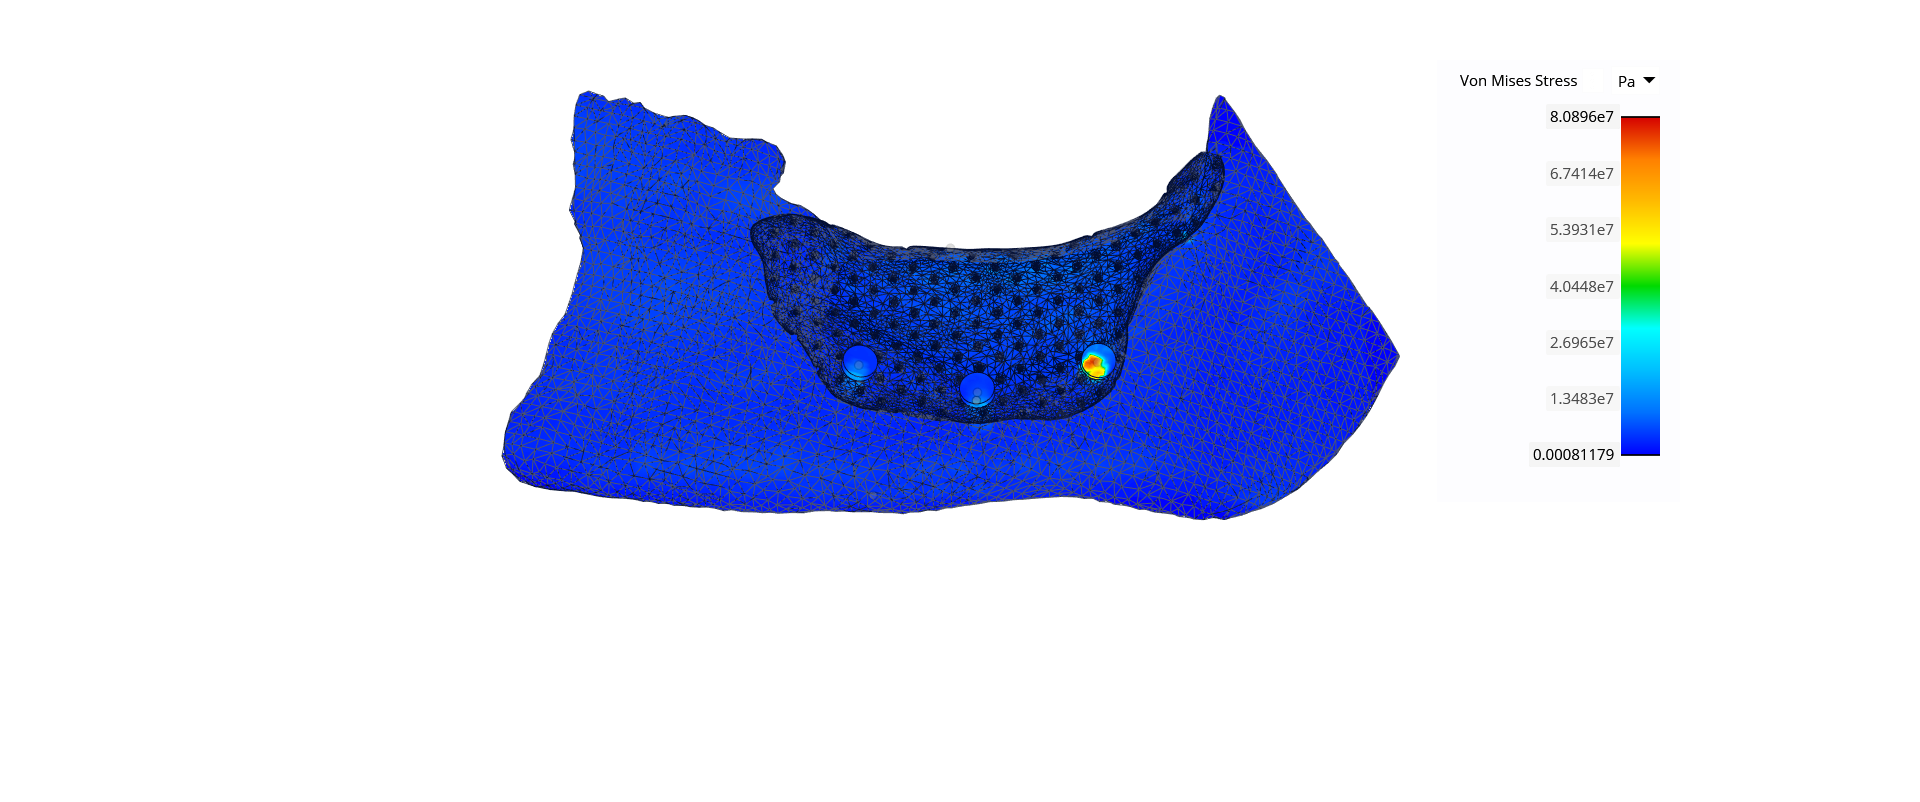 Von Mises Stress Pa
8.0896e7
6.7414e7
5.3931e7
4.0448e7
2.6965e7
1.3483e7
0.00081179